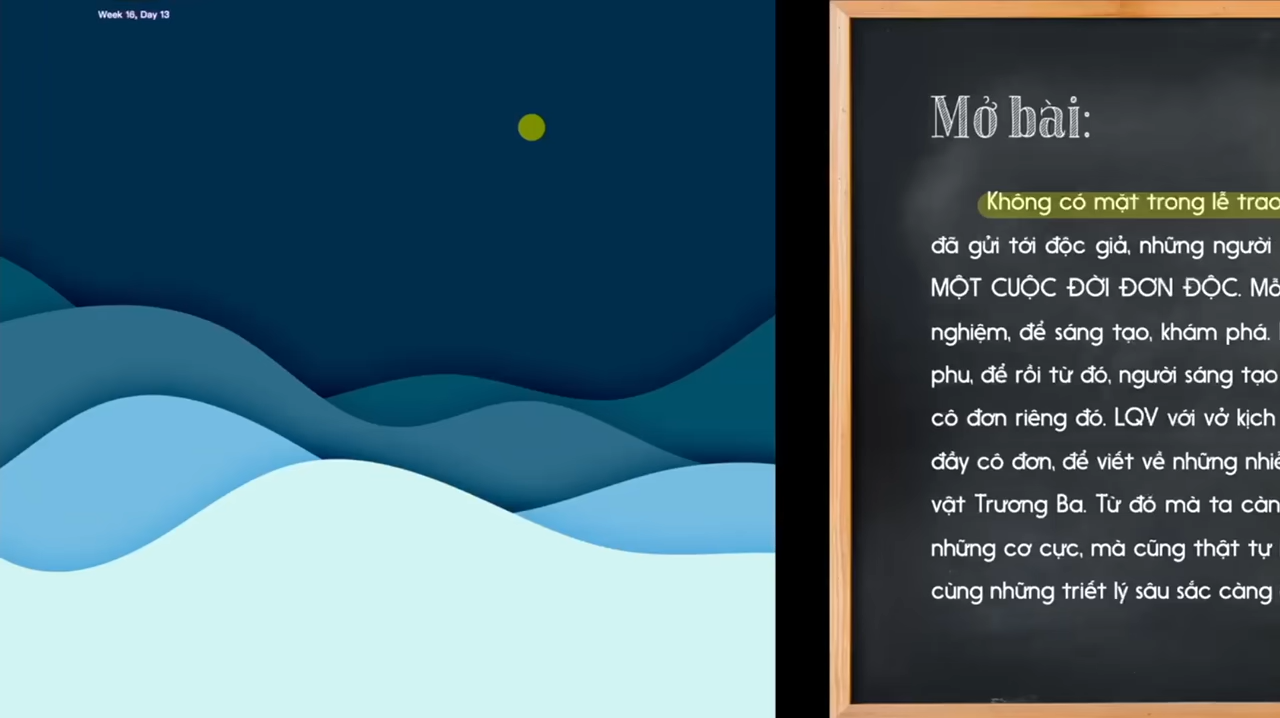 Week 16, Day 13
Mở bài:
Không có mặt trong lễ trao
đã gửi tới độc giả, những người
MỘT CUỘC ĐỜI ĐƠN ĐỘC.
nghiệm, để sáng tạo, khám phá.
phu, để rồi từ đó, người sáng tạo
cô đơn riêng đó. LQV với vở kịch
đầy cô đơn, để viết về những
vật Trương Ba. Từ đó mà ta
những cơ cực, mà cũng thật tự
cùng những triết lý sâu sắc càng